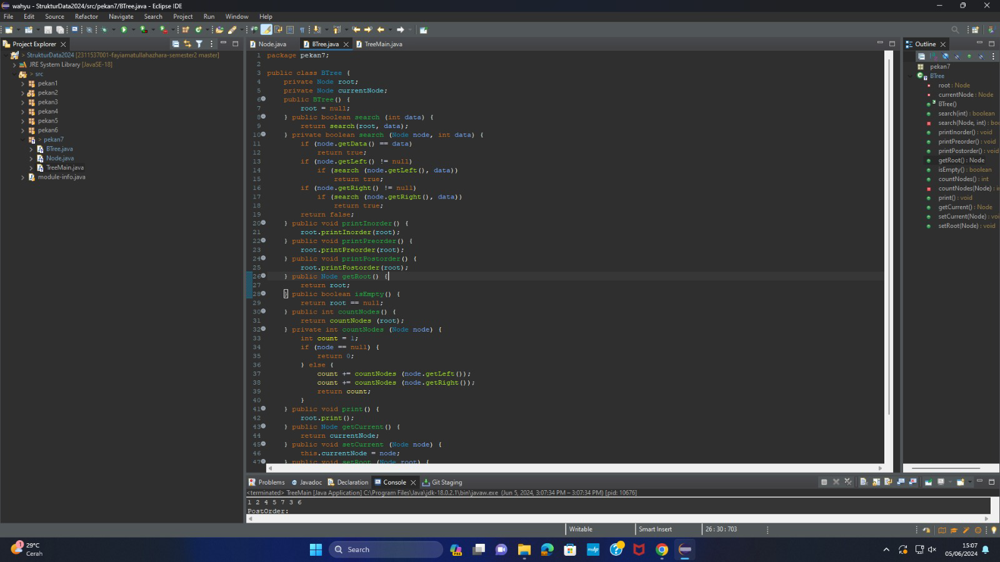 wahyu - StrukturData2024/src/pekan7/BTree.java - Eclipse IDE
File Edit Source Refactor Navigate Search Project Run Window Help
Project Explorer
> StrukturData2024 [2311537001-fayiamatullahazhara-semester2 master]
JRE System Library [JavaSE-18]
> src
pekan1
pekan2
pekan3
pekan4
pekan5
pekan6
> pekan7
BTree.java
Node.java
TreeMain.java
module-info.java
Node.java BTree.java TreeMain.java
1 package pekan7;
2
3 public class BTree {
4 private Node root;
5 private Node currentNode;
6 public BTree() {
7 root = null;
8 } public boolean search (int data) {
9 return search(root, data);
10 } private boolean search (Node node, int data) {
11 if (node.getData() == data)
12 return true;
13 if (node.getLeft() != null)
14 if (search (node.getLeft(), data))
15 return true;
16 if (node.getRight() != null)
17 if (search (node.getRight(), data))
18 return true;
19 return false;
20 } public void printInorder() {
21 root.printInorder(root);
22 } public void printPreorder() {
23 root.printPreorder(root);
24 } public void printPostorder() {
25 root.printPostorder(root);
26 } public Node getRoot() {
27 return root;
28 } public boolean isEmpty() {
29 return root == null;
30 } public int countNodes() {
31 return countNodes (root);
32 } private int countNodes (Node node) {
33 int count = 1;
34 if (node == null) {
35 return 0;
36 } else {
37 count += countNodes (node.getLeft());
38 count += countNodes (node.getRight());
39 return count;
40 }
41 } public void print() {
42 root.print();
43 } public Node getCurrent() {
44 return currentNode;
45 } public void setCurrent (Node node) {
46 this.currentNode = node;
47 } public void setRoot (Node root) {
Outline
pekan7
BTree
root : Node
currentNode : Node
BTree()
search(int) : boolean
search(Node, int) : boo
printInorder() : void
printPreorder() : void
printPostorder() : void
getRoot() : Node
isEmpty() : boolean
countNodes() : int
countNodes(Node) : i
print() : void
getCurrent() : Node
setCurrent(Node) : voi
setRoot(Node) : void
Problems Javadoc Declaration Console Git Staging
<terminated> TreeMain [Java Application] C:\Program Files\Java\jdk-18.0.2.1\bin\javaw.exe (Jun 5, 2024, 3:07:34 PM – 3:07:34 PM) [pid: 10676]
1 2 4 5 7 3 6
PostOrder:
Writable Smart Insert 26 : 30 : 703
1 29°C
Cerah
Search
PRE
15:07
05/06/2024